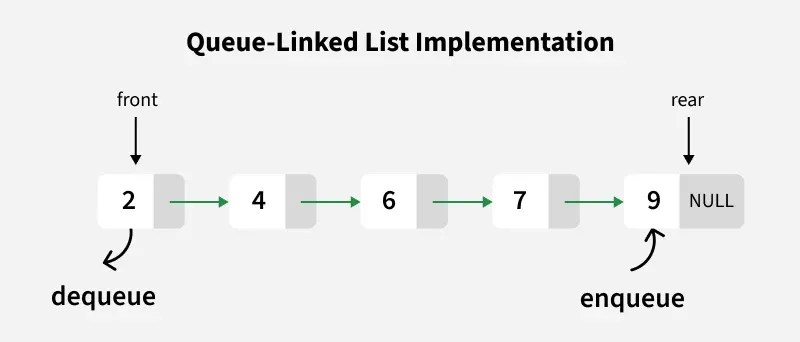 Queue-Linked List Implementation
front
rear
2
4
6
7
9
NULL
dequeue
enqueue